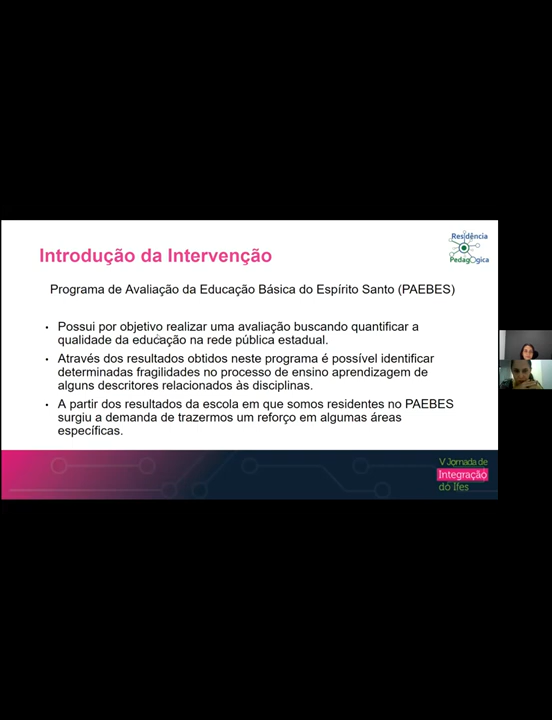 Residência
Pedagógica
Introdução da Intervenção
Programa de Avaliação da Educação Básica do Espírito Santo (PAEBES)
• Possui por objetivo realizar uma avaliação buscando quantificar a
qualidade da educação na rede pública estadual.
• Através dos resultados obtidos neste programa é possível identificar
determinadas fragilidades no processo de ensino aprendizagem de
alguns descritores relacionados às disciplinas.
• A partir dos resultados da escola em que somos residentes no PAEBES
surgiu a demanda de trazermos um reforço em algumas áreas
específicas.
V Jornada de
Integração
do Ifes